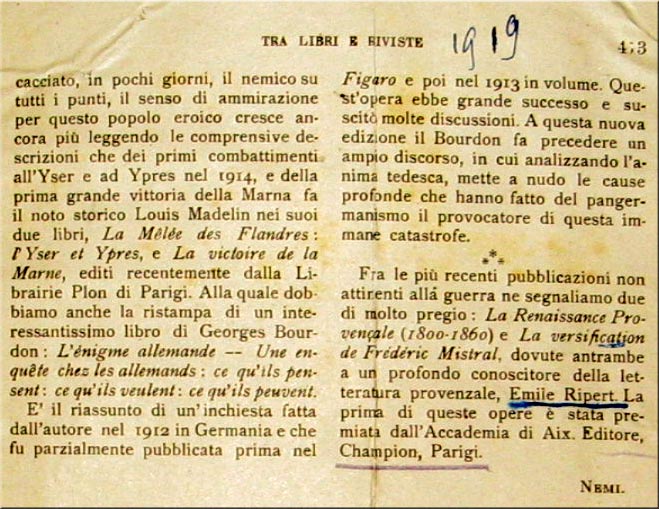 TRA LIBRI E RIVISTE
1919
473
cacciato, in pochi giorni, il nemico su
tutti i punti, il senso di ammirazione
per questo popolo eroico cresce an-
cora più leggendo le comprensive de-
scrizioni che dei primi combattimenti
all'Yser e ad Ypres nel 1914, e della
prima grande vittoria della Marna fa
il noto storico Louis Madelin nei suoi
due libri, La Mêlée des Flandres :
l'Yser et Ypres, e La victoire de la
Marne, editi recentemente dalla Li-
brairie Plon di Parigi. Alla quale dob-
biamo anche la ristampa di un inte-
ressantissimo libro di Georges Bour-
don : L'énigme allemande — Une en-
quête chez les allemands : ce qu'ils pen-
sent : ce qu'ils veulent : ce qu'ils peuvent.
E' il riassunto di un'inchiesta fatta
dall'autore nel 1912 in Germania e che
fu parzialmente pubblicata prima nel
Figaro e poi nel 1913 in volume. Que-
st'opera ebbe grande successo e su-
scitò molte discussioni. A questa nuova
edizione il Bourdon fa precedere un
ampio discorso, in cui analizzando l'a-
nima tedesca, mette a nudo le cause
profonde che hanno fatto del panger-
manismo il provocatore di questa im-
mane catastrofe.
***
Fra le più recenti pubblicazioni non
attinenti alla guerra ne segnaliamo due
di molto pregio : La Renaissance Pro-
vençale (1800-1860) e La versification
de Frédéric Mistral, dovute antrambe
a un profondo conoscitore della let-
teratura provenzale, Emile Ripert. La
prima di queste opere è stata pre-
miata dall'Accademia di Aix. Editore,
Champion, Parigi.
NEMI.